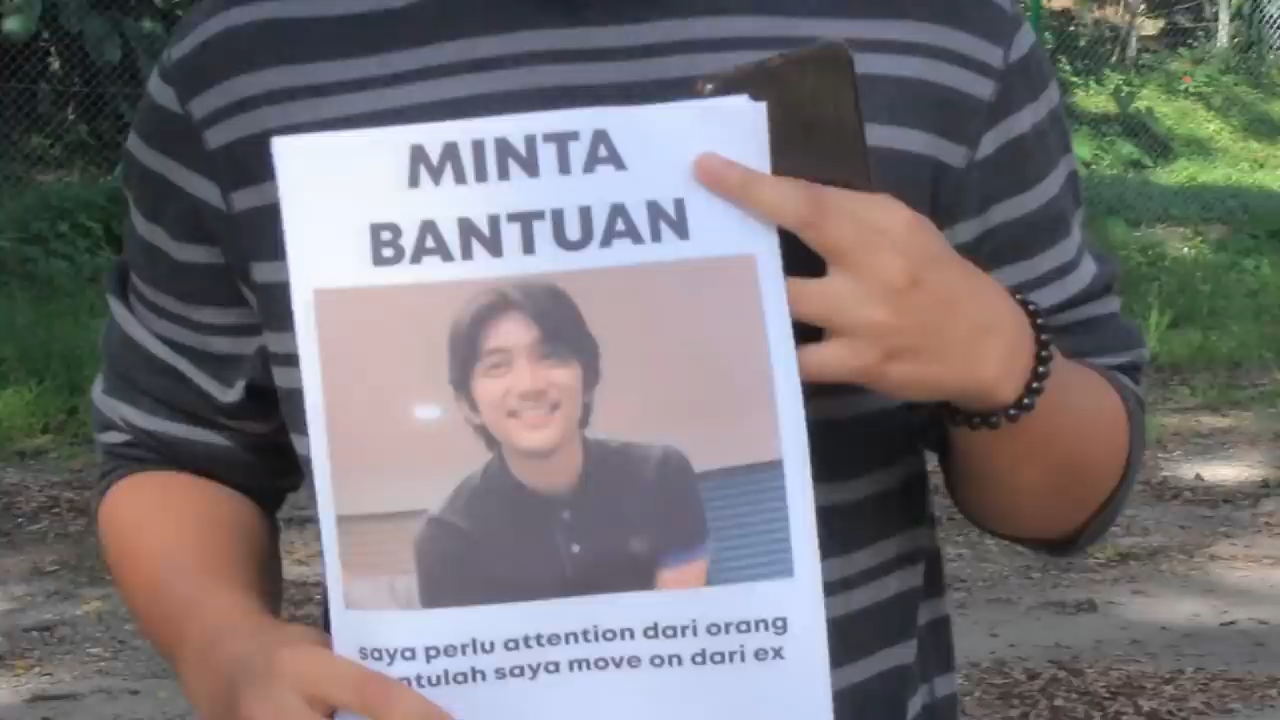 MINTA
BANTUAN
saya perlu attention dari orang
saya move on dari ex